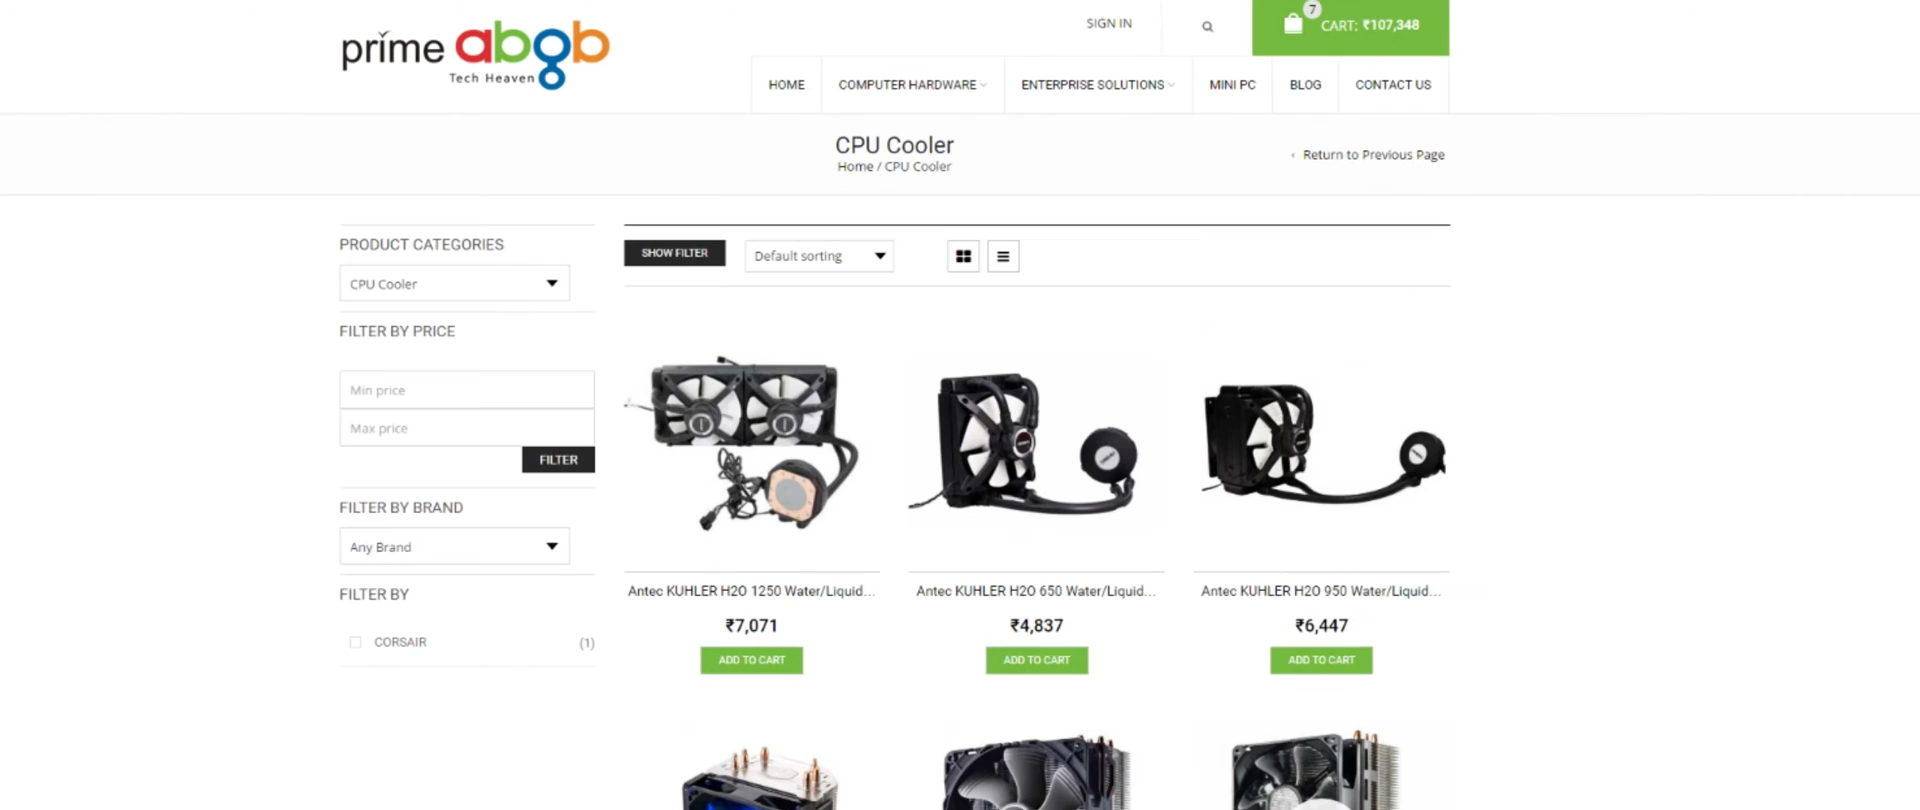 príme abgb
Tech Heaven
SIGN IN
7
CART: ₹107,348
HOME
COMPUTER HARDWARE
ENTERPRISE SOLUTIONS
MINI PC
BLOG
CONTACT US
CPU Cooler
Home / CPU Cooler
Return to Previous Page
PRODUCT CATEGORIES
CPU Cooler
FILTER BY PRICE
Min price
Max price
FILTER
FILTER BY BRAND
Any Brand
FILTER BY
CORSAIR (1)
SHOW FILTER
Default sorting
Antec KUHLER H2O 1250 Water/Liquid...
₹7,071
ADD TO CART
Antec KUHLER H2O 650 Water/Liquid...
₹4,837
ADD TO CART
Antec KUHLER H2O 950 Water/Liquid...
₹6,447
ADD TO CART